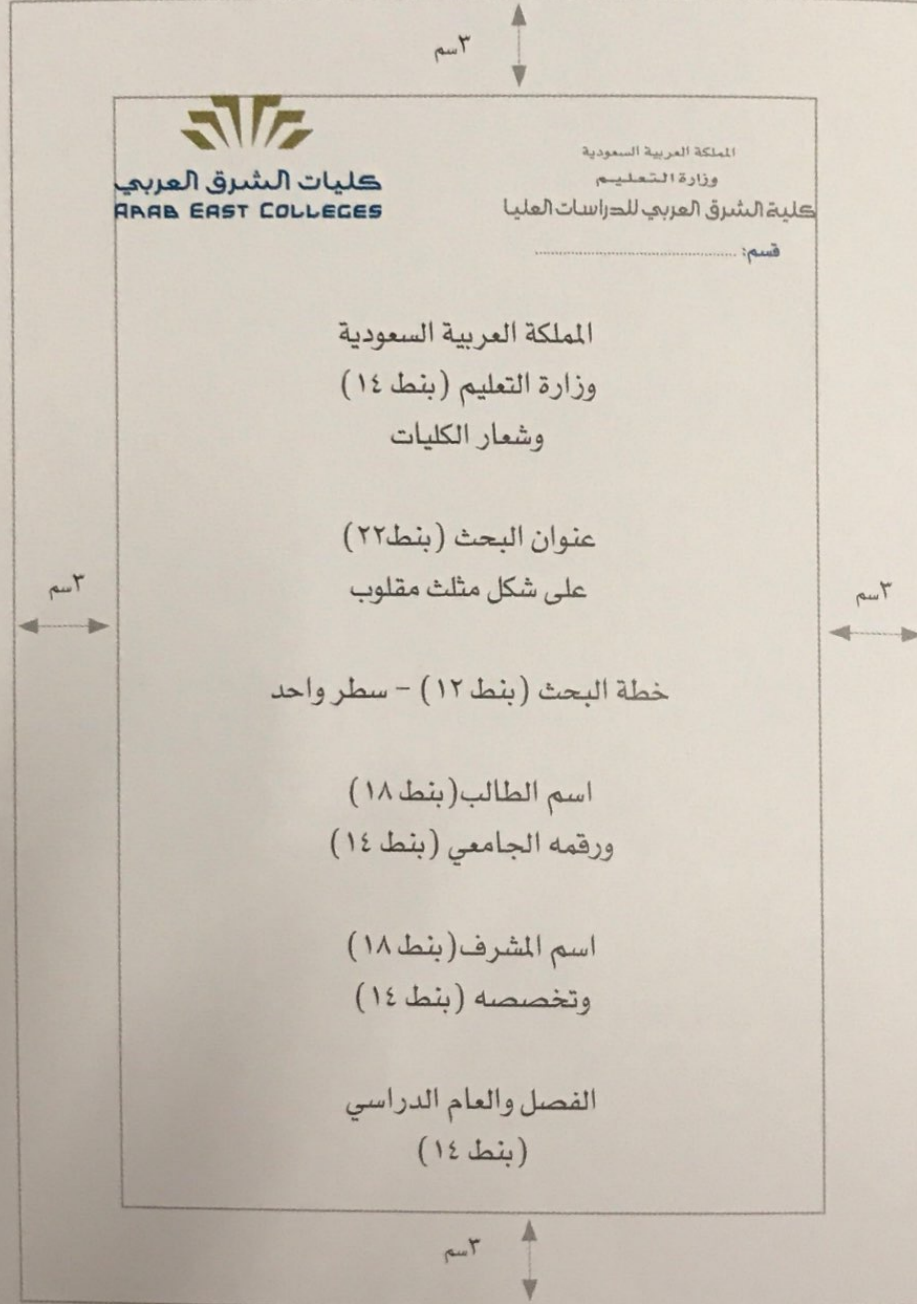 ٣سم
المملكة العربية السعودية
وزارة التعليم
كلية الشرق العربي للدراسات العليا
قسم: ........................................
كليات الشرق العربي
ARAB EAST COLLEGES
المملكة العربية السعودية
وزارة التعليم (بنط ١٤)
وشعار الكليات
عنوان البحث (بنط٢٢)
على شكل مثلث مقلوب
٣سم
٣سم
خطة البحث (بنط ١٢) – سطر واحد
اسم الطالب(بنط ١٨)
ورقمه الجامعي (بنط ١٤)
اسم المشرف(بنط ١٨)
وتخصصه (بنط ١٤)
الفصل والعام الدراسي
(بنط ١٤)
٣سم